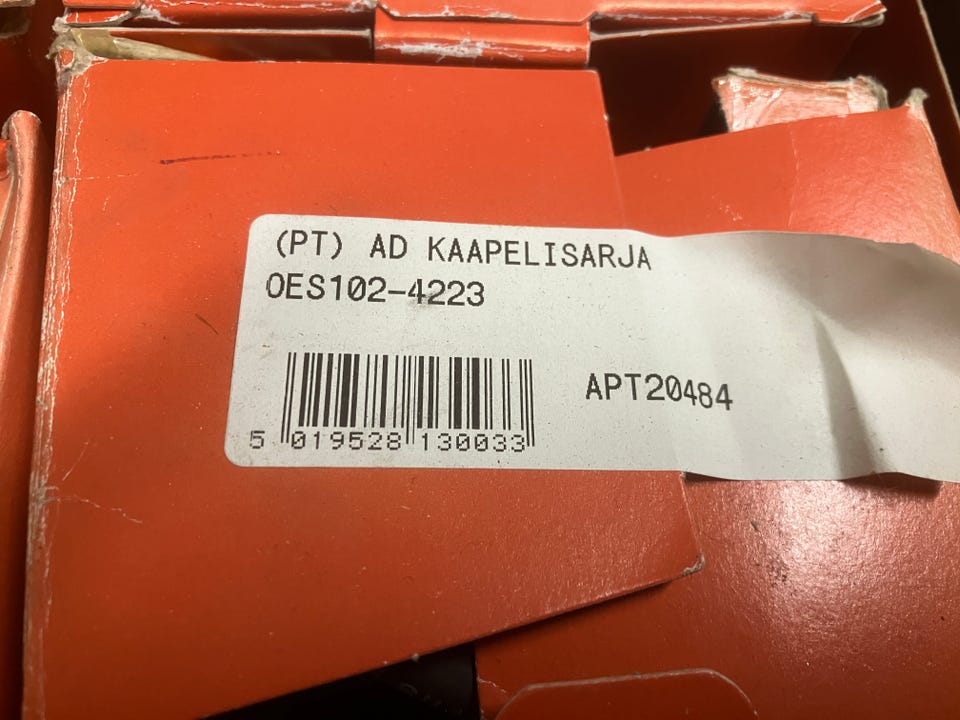 (PT) AD KAAPELISARJA
OES102-4223
APT20484
5 019528 130033